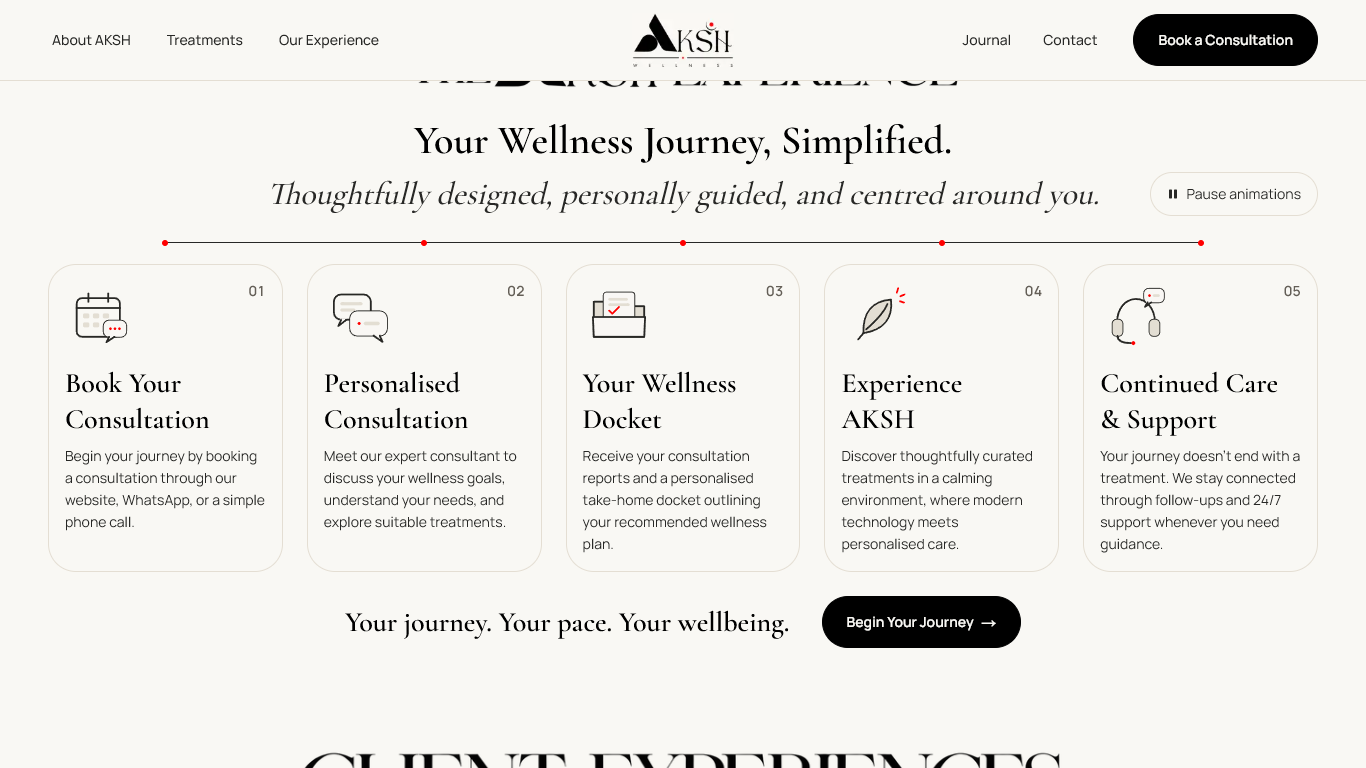 About AKSH
Treatments
Our Experience
AKSH
WELLNESS
Journal
Contact
Book a Consultation
Your Wellness Journey, Simplified.
Thoughtfully designed, personally guided, and centred around you.
Pause animations
01
Book Your
Consultation
Begin your journey by booking
a consultation through our
website, WhatsApp, or a simple
phone call.
02
Personalised
Consultation
Meet our expert consultant to
discuss your wellness goals,
understand your needs, and
explore suitable treatments.
03
Your Wellness
Docket
Receive your consultation
reports and a personalised
take-home docket outlining
your recommended wellness
plan.
04
Experience
AKSH
Discover thoughtfully curated
treatments in a calming
environment, where modern
technology meets
personalised care.
05
Continued Care
& Support
Your journey doesn't end with a
treatment. We stay connected
through follow-ups and 24/7
support whenever you need
guidance.
Your journey. Your pace. Your wellbeing.
Begin Your Journey →
CLIENT EXPERIENCES